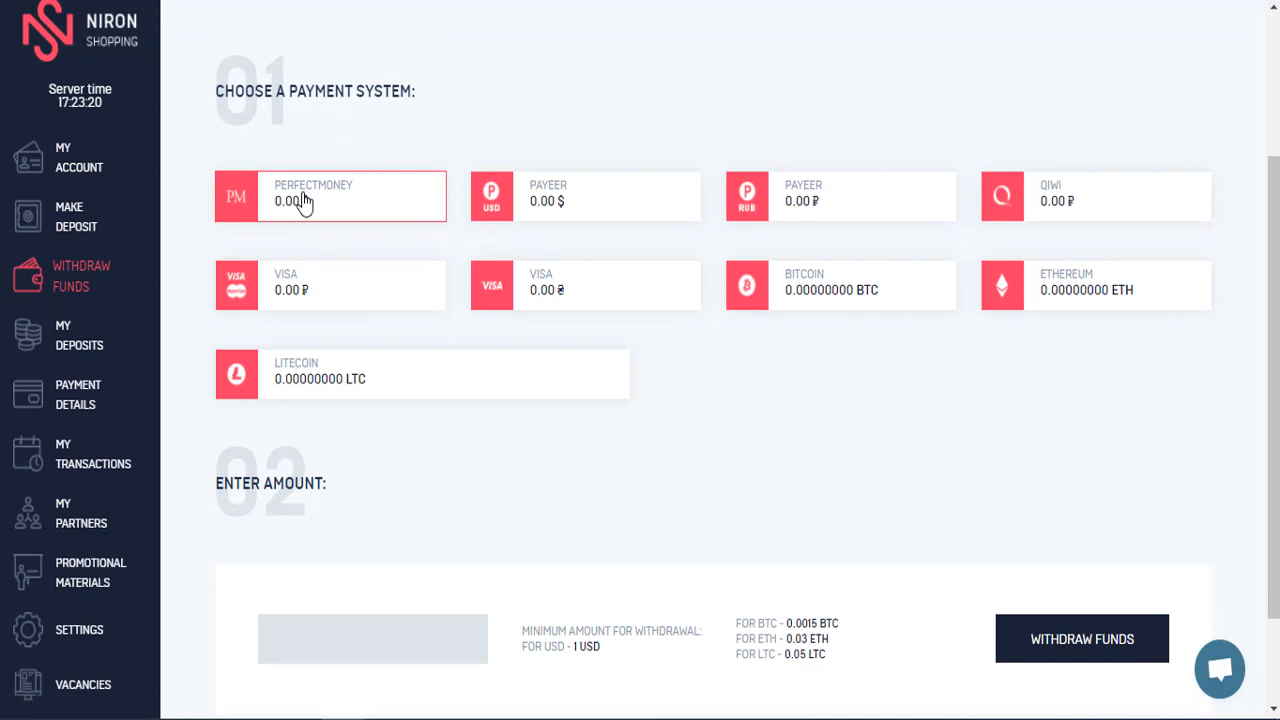 NIRON
SHOPPING
Server time
17:23:20
MY
ACCOUNT
MAKE
DEPOSIT
WITHDRAW
FUNDS
MY
DEPOSITS
PAYMENT
DETAILS
MY
TRANSACTIONS
MY
PARTNERS
PROMOTIONAL
MATERIALS
SETTINGS
VACANCIES
01
CHOOSE A PAYMENT SYSTEM:
PM
PERFECTMONEY
0.00
USD
PAYEER
0.00 $
RUB
PAYEER
0.00 ₽
QIWI
0.00 ₽
VISA
VISA
0.00 ₽
VISA
VISA
0.00 ₴
BITCOIN
0.00000000 BTC
ETHEREUM
0.00000000 ETH
LITECOIN
0.00000000 LTC
02
ENTER AMOUNT:
MINIMUM AMOUNT FOR WITHDRAWAL:
FOR USD - 1 USD
FOR BTC - 0.0015 BTC
FOR ETH - 0.03 ETH
FOR LTC - 0.05 LTC
WITHDRAW FUNDS